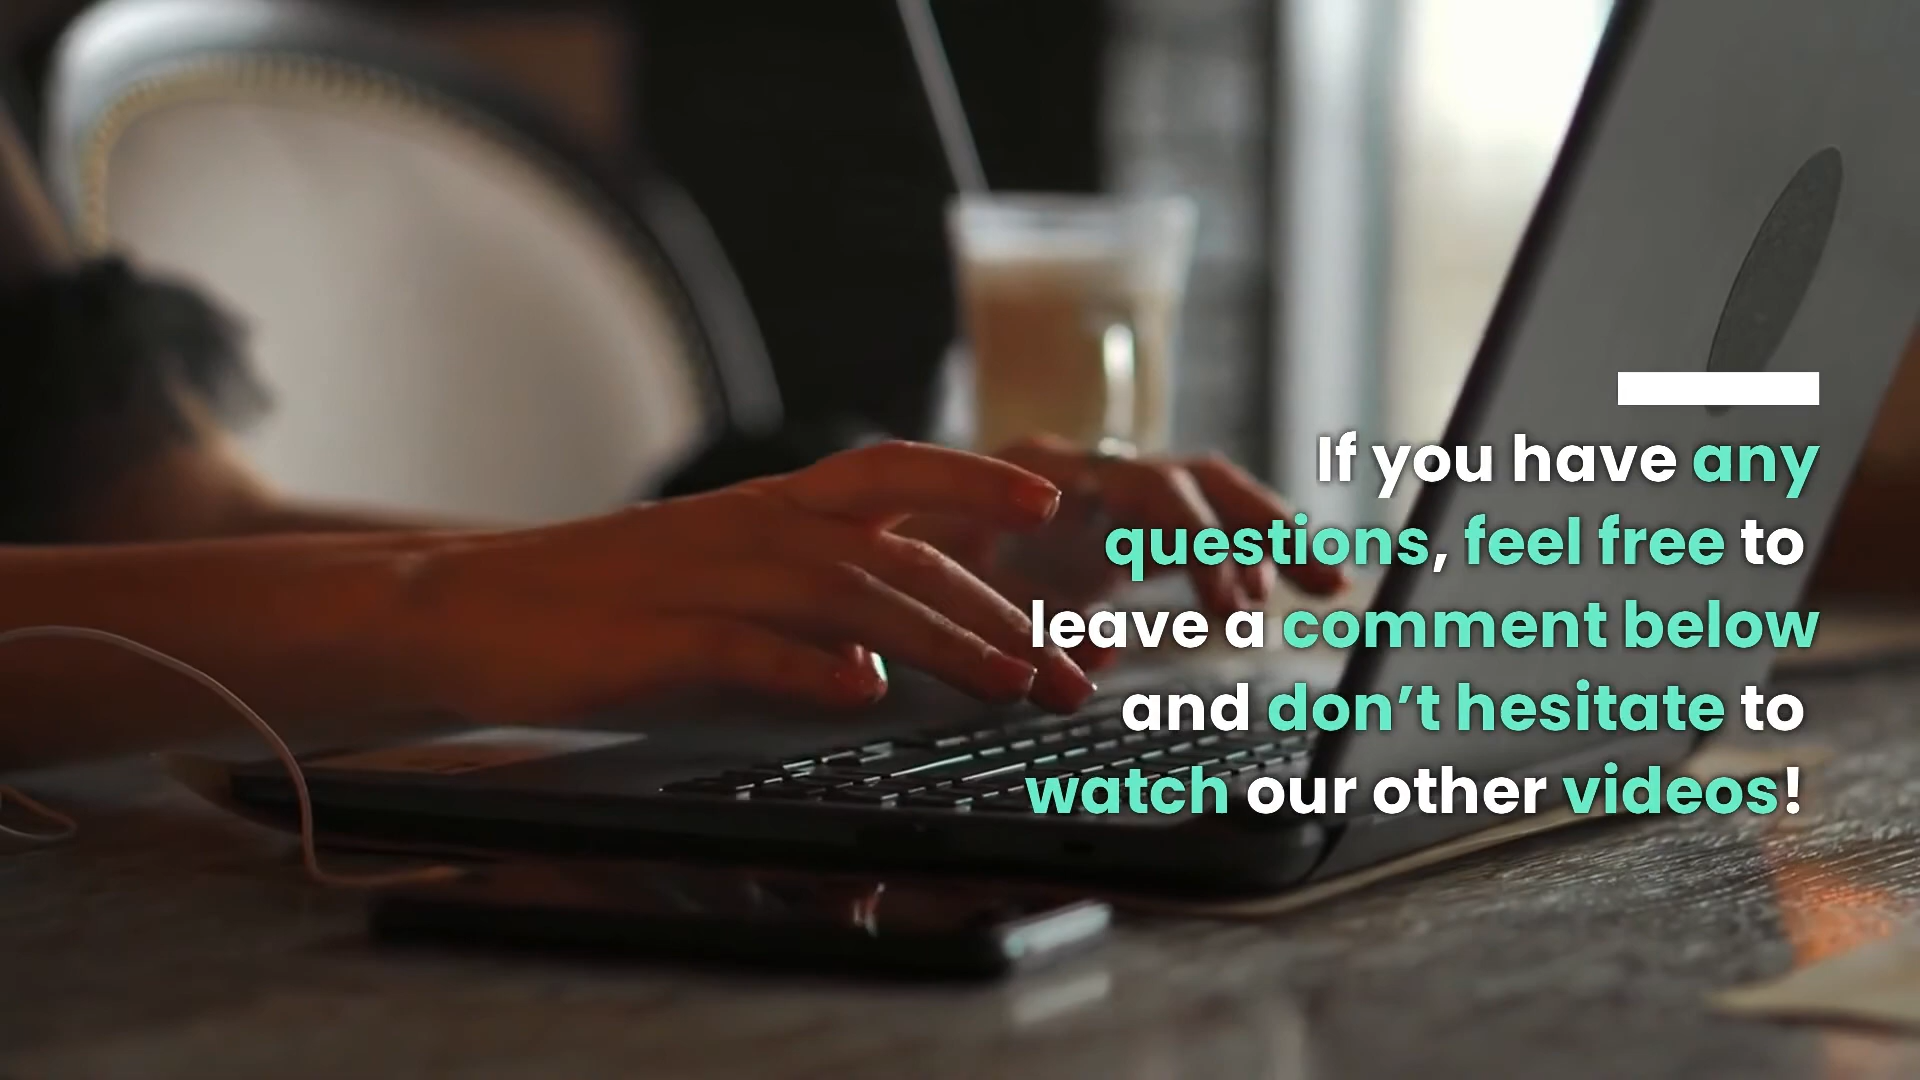 If you have any
questions, feel free to
leave a comment below
and don’t hesitate to
watch our other videos!